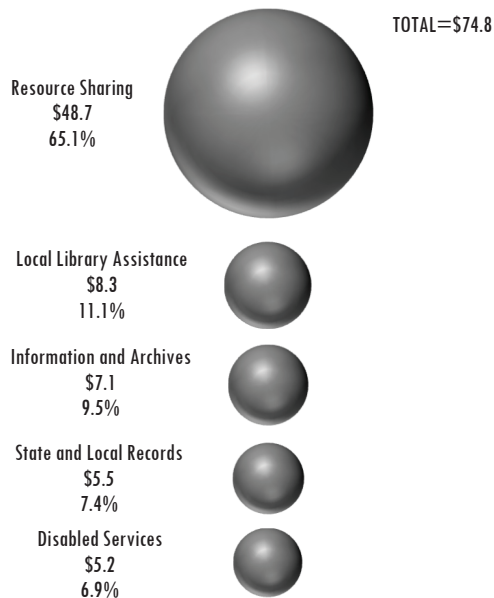 TOTAL=$74.8
Resource Sharing
$48.7
65.1%
Local Library Assistance
$8.3
11.1%
Information and Archives
$7.1
9.5%
State and Local Records
$5.5
7.4%
Disabled Services
$5.2
6.9%